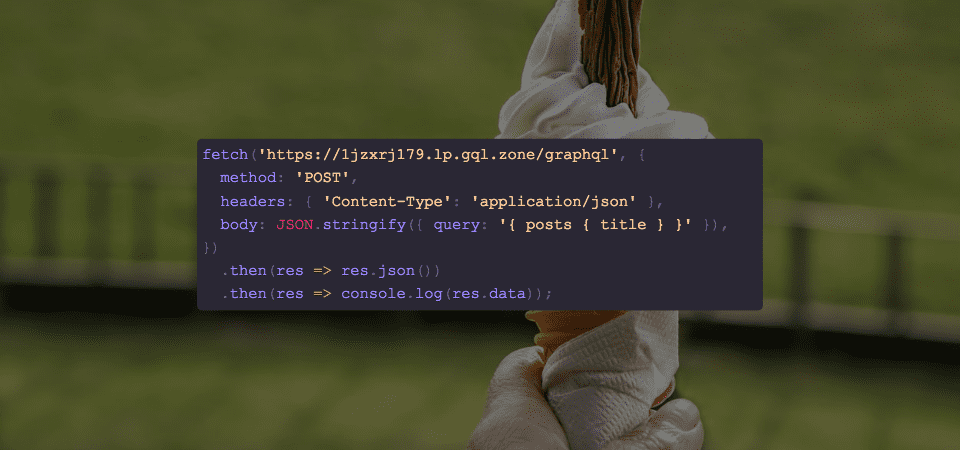 fetch('https://1jzxrj179.lp.gql.zone/graphql', {
  method: 'POST',
  headers: { 'Content-Type': 'application/json' },
  body: JSON.stringify({ query: '{ posts { title } }' }),
})
  .then(res => res.json())
  .then(res => console.log(res.data));